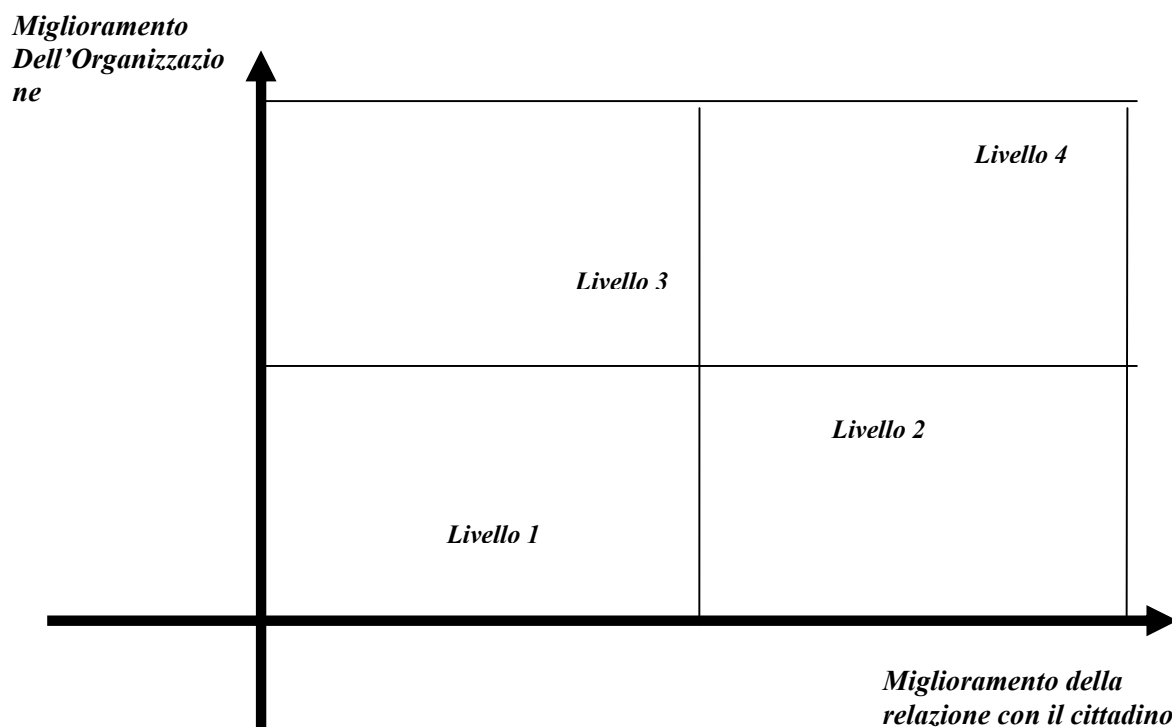 Miglioramento
Dell’Organizzazio
ne
Livello 4
Livello 3
Livello 2
Livello 1
Miglioramento della
relazione con il cittadino